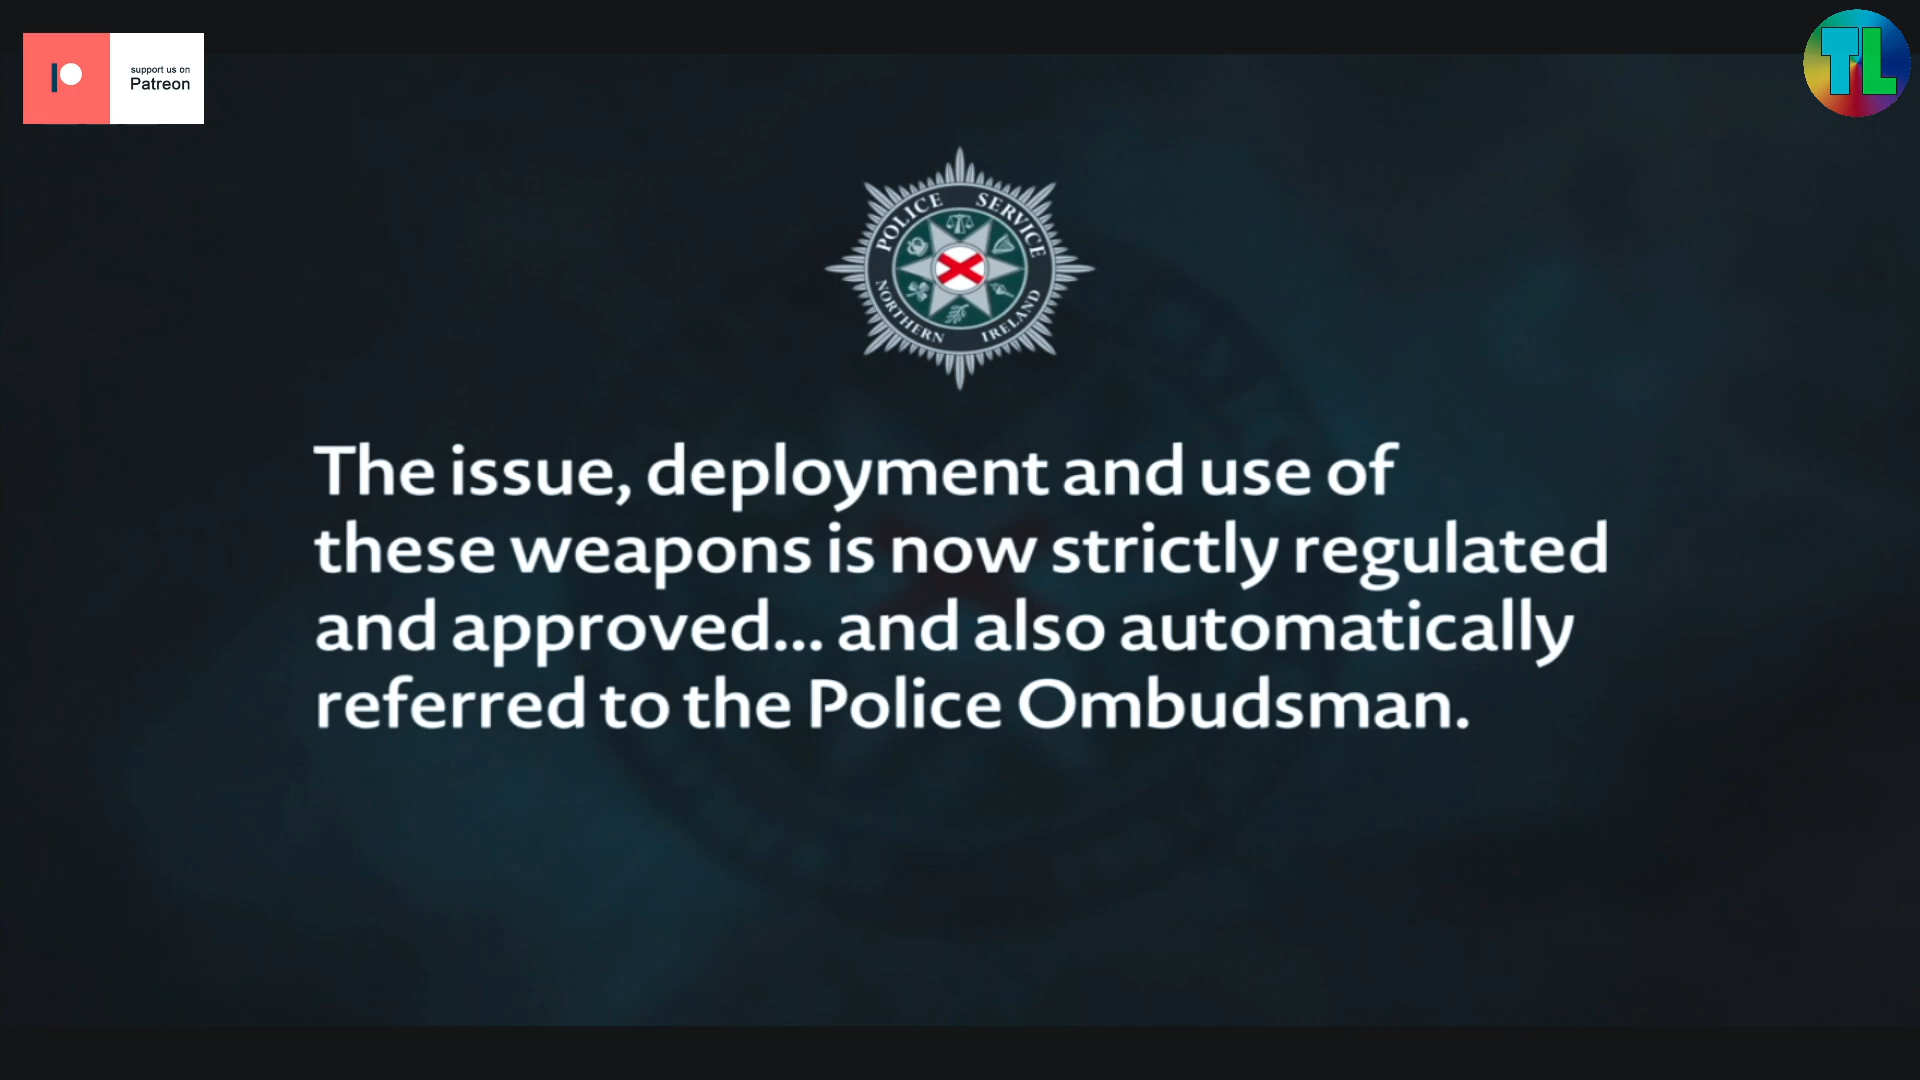 support us on
Patreon
TL
POLICE SERVICE
NORTHERN IRELAND
The issue, deployment and use of
these weapons is now strictly regulated
and approved... and also automatically
referred to the Police Ombudsman.